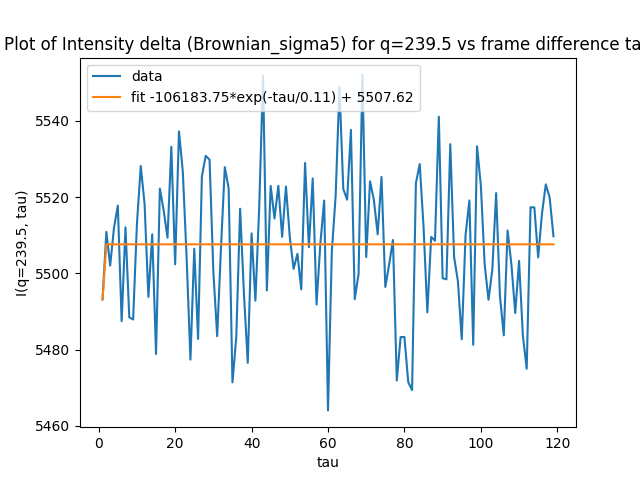 Plot of Intensity delta (Brownian_sigma5) for q=239.5 vs frame difference ta
data
fit -106183.75*exp(-tau/0.11) + 5507.62
I(q=239.5, tau)
5540
5520
5500
5480
5460
0 20 40 60 80 100 120
tau